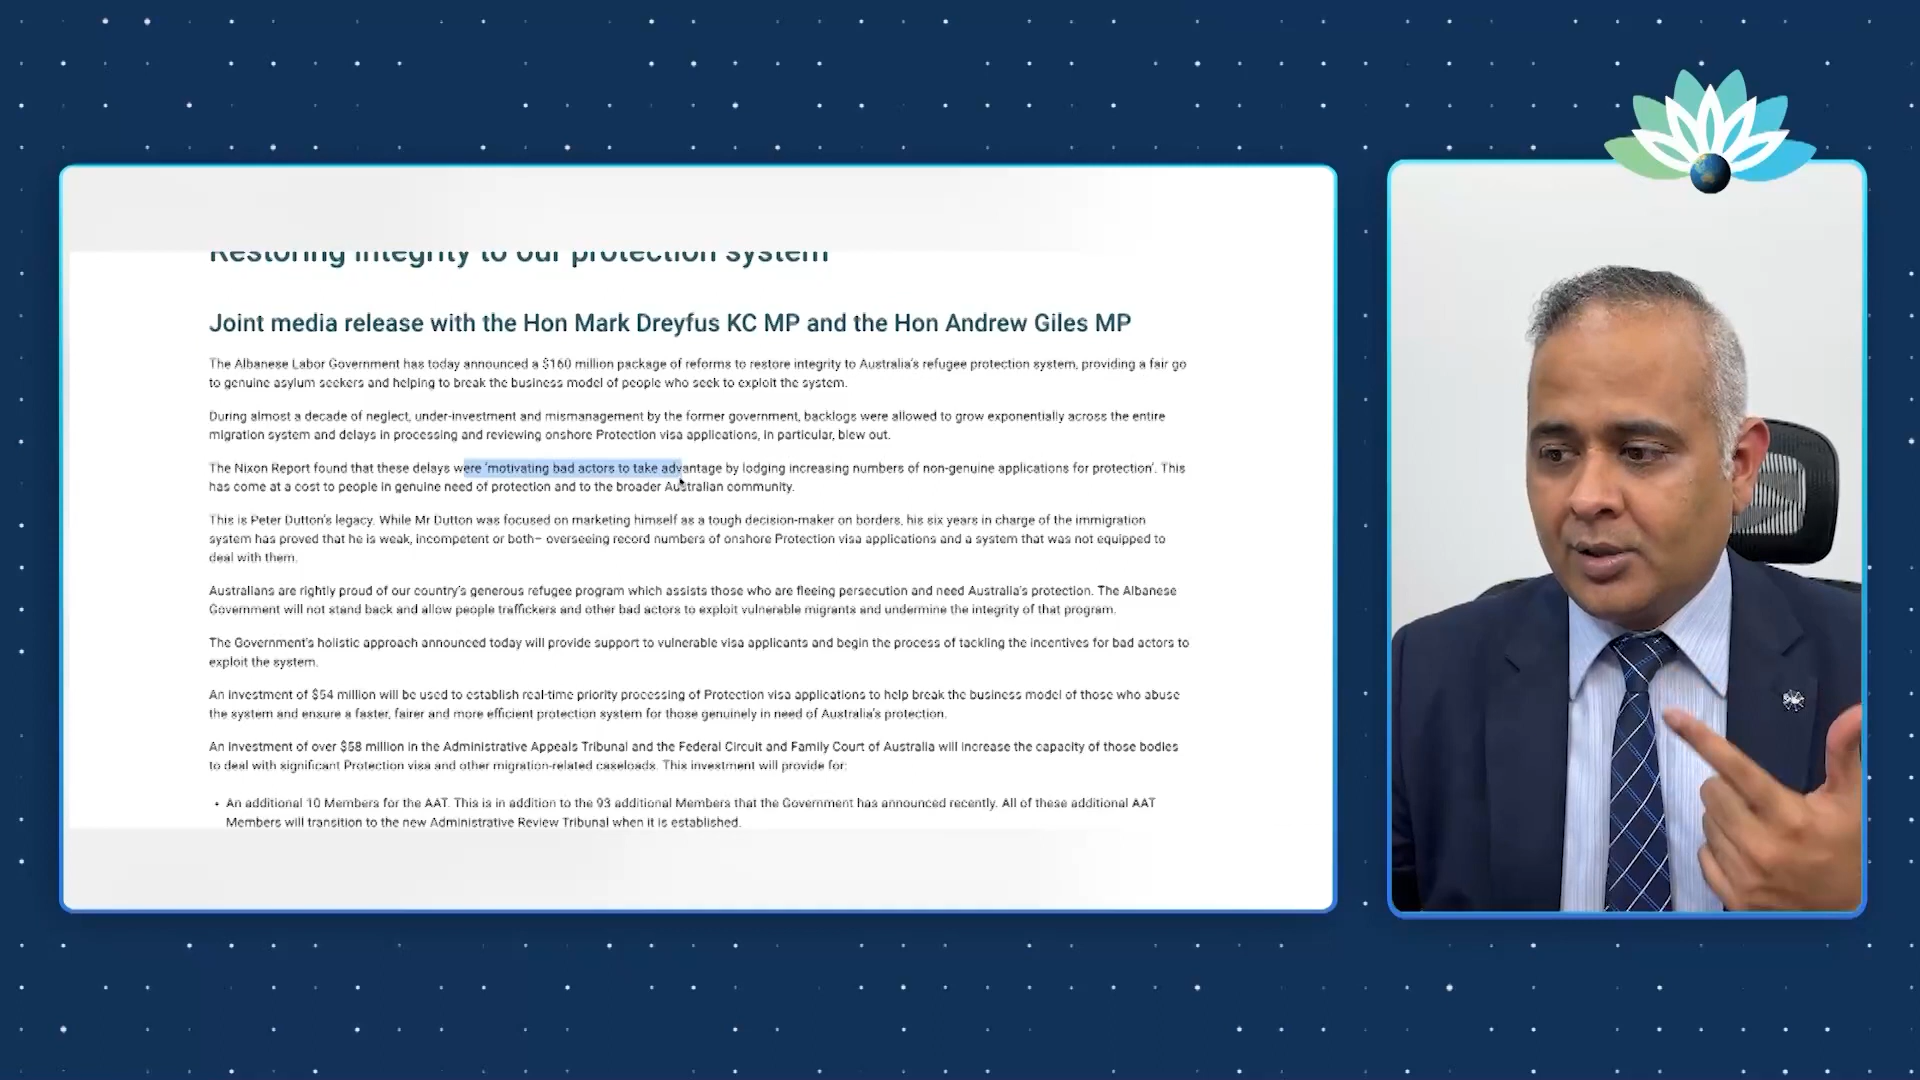 Restoring integrity to our protection system
Joint media release with the Hon Mark Dreyfus KC MP and the Hon Andrew Giles MP
The Albanese Labor Government has today announced a $160 million package of reforms to restore integrity to Australia's refugee protection system, providing a fair go
to genuine asylum seekers and helping to break the business model of people who seek to exploit the system.
During almost a decade of neglect, under-investment and mismanagement by the former government, backlogs were allowed to grow exponentially across the entire
migration system and delays in processing and reviewing onshore Protection visa applications, in particular, blew out.
The Nixon Report found that these delays were 'motivating bad actors to take advantage by lodging increasing numbers of non-genuine applications for protection'. This
has come at a cost to people in genuine need of protection and to the broader Australian community.
This is Peter Dutton's legacy. While Mr Dutton was focused on marketing himself as a tough decision-maker on borders, his six years in charge of the immigration
system has proved that he is weak, incompetent or both– overseeing record numbers of onshore Protection visa applications and a system that was not equipped to
deal with them.
Australians are rightly proud of our country's generous refugee program which assists those who are fleeing persecution and need Australia's protection. The Albanese
Government will not stand back and allow people traffickers and other bad actors to exploit vulnerable migrants and undermine the integrity of that program.
The Government's holistic approach announced today will provide support to vulnerable visa applicants and begin the process of tackling the incentives for bad actors to
exploit the system.
An investment of $54 million will be used to establish real-time priority processing of Protection visa applications to help break the business model of those who abuse
the system and ensure a faster, fairer and more efficient protection system for those genuinely in need of Australia's protection.
An investment of over $58 million in the Administrative Appeals Tribunal and the Federal Circuit and Family Court of Australia will increase the capacity of those bodies
to deal with significant Protection visa and other migration-related caseloads. This investment will provide for:
• An additional 10 Members for the AAT. This is in addition to the 93 additional Members that the Government has announced recently. All of these additional AAT
Members will transition to the new Administrative Review Tribunal when it is established.